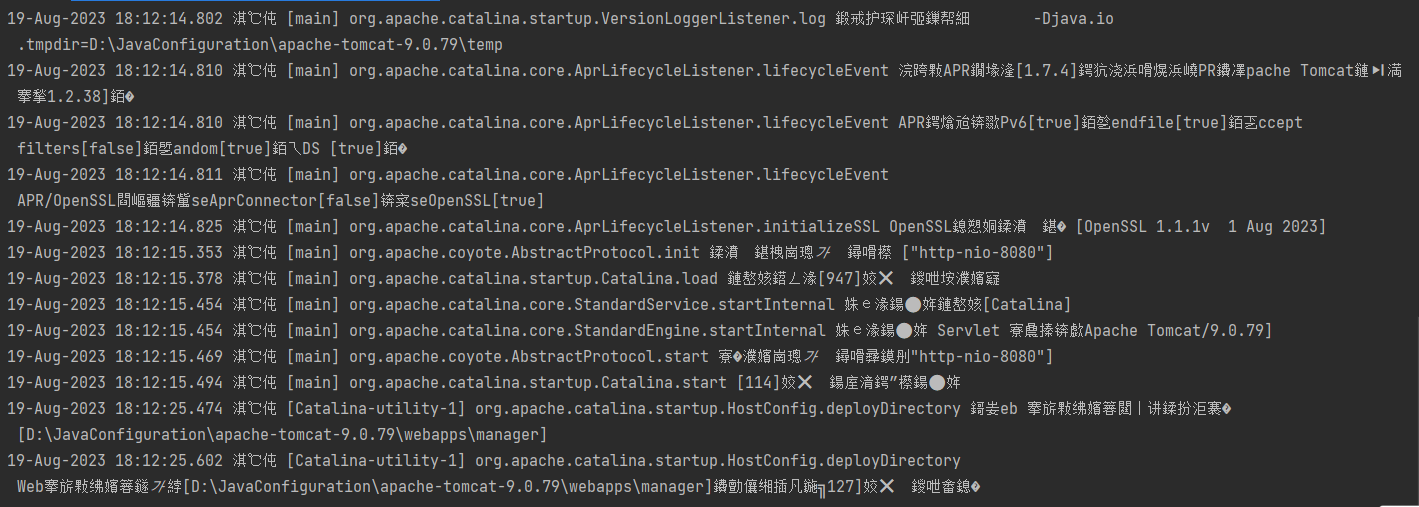 19-Aug-2023 18:12:14.802 淇℃伅 [main] org.apache.catalina.startup.VersionLoggerListener.log 鍛戒护琛屽弬鏁帮細 -Djava.io
.tmpdir=D:\JavaConfiguration\apache-tomcat-9.0.79\temp
19-Aug-2023 18:12:14.810 淇℃伅 [main] org.apache.catalina.core.AprLifecycleListener.lifecycleEvent 浣跨敤APR鐗堟湰[1.7.4]鍔犺浇浜嗗熀浜嶢PR鐨凙pache Tomcat鏈
搴揫1.2.38]銆�
19-Aug-2023 18:12:14.810 淇℃伅 [main] org.apache.catalina.core.AprLifecycleListener.lifecycleEvent APR鍔熻兘锛欼Pv6[true]銆乻endfile[true]銆乤ccept
filters[false]銆乺andom[true]銆乁DS [true]銆�
19-Aug-2023 18:12:14.811 淇℃伅 [main] org.apache.catalina.core.AprLifecycleListener.lifecycleEvent
APR/OpenSSL閰嶇疆锛歶seAprConnector[false]锛寀seOpenSSL[true]
19-Aug-2023 18:12:14.825 淇℃伅 [main] org.apache.catalina.core.AprLifecycleListener.initializeSSL OpenSSL鎴愬姛鍒濆 鍖� [OpenSSL 1.1.1v 1 Aug 2023]
19-Aug-2023 18:12:15.353 淇℃伅 [main] org.apache.coyote.AbstractProtocol.init 鍒濆 鍖栧崗璁 鐞嗗櫒 ["http-nio-8080"]
19-Aug-2023 18:12:15.378 淇℃伅 [main] org.apache.catalina.startup.Catalina.load 鏈嶅姟鍣ㄥ湪[947]姣 鍐呭垵濮嬪寲
19-Aug-2023 18:12:15.454 淇℃伅 [main] org.apache.catalina.core.StandardService.startInternal 姝ｅ湪鍚姩鏈嶅姟[Catalina]
19-Aug-2023 18:12:15.454 淇℃伅 [main] org.apache.catalina.core.StandardEngine.startInternal 姝ｅ湪鍚姩 Servlet 寮曟搸锛歔Apache Tomcat/9.0.79]
19-Aug-2023 18:12:15.469 淇℃伅 [main] org.apache.coyote.AbstractProtocol.start 寮�濮嬪崗璁 鐞嗗彞鏌刐"http-nio-8080"]
19-Aug-2023 18:12:15.494 淇℃伅 [main] org.apache.catalina.startup.Catalina.start [114]姣 鍚庢湇鍔″櫒鍚姩
19-Aug-2023 18:12:25.474 淇℃伅 [Catalina-utility-1] org.apache.catalina.startup.HostConfig.deployDirectory 鎶妛eb 搴旂敤绋嬪簭閮ㄧ讲鍒扮洰褰�
[D:\JavaConfiguration\apache-tomcat-9.0.79\webapps\manager]
19-Aug-2023 18:12:25.602 淇℃伅 [Catalina-utility-1] org.apache.catalina.startup.HostConfig.deployDirectory
Web搴旂敤绋嬪簭鐩綍[D:\JavaConfiguration\apache-tomcat-9.0.79\webapps\manager]鐨勯儴缃插凡鍦╗127]姣 鍐呭畬鎴�